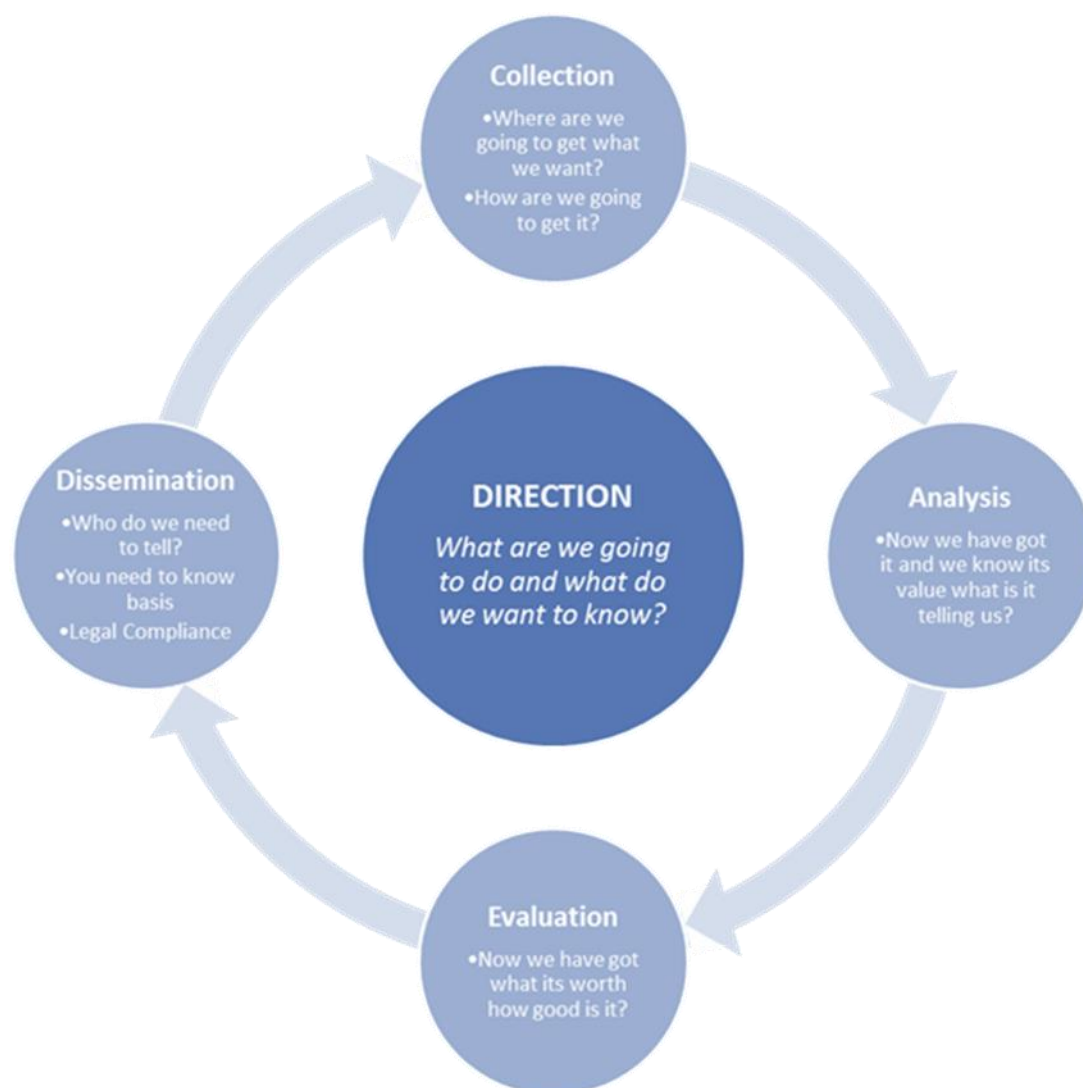 Collection
•Where are we
going to get what
we want?
•How are we going
to get it?
Dissemination
•Who do we need
to tell?
•You need to know
basis
•Legal Compliance
DIRECTION
What are we going
to do and what do
we want to know?
Analysis
•Now we have got
it and we know its
value what is it
telling us?
Evaluation
•Now we have got
what its worth
how good is it?